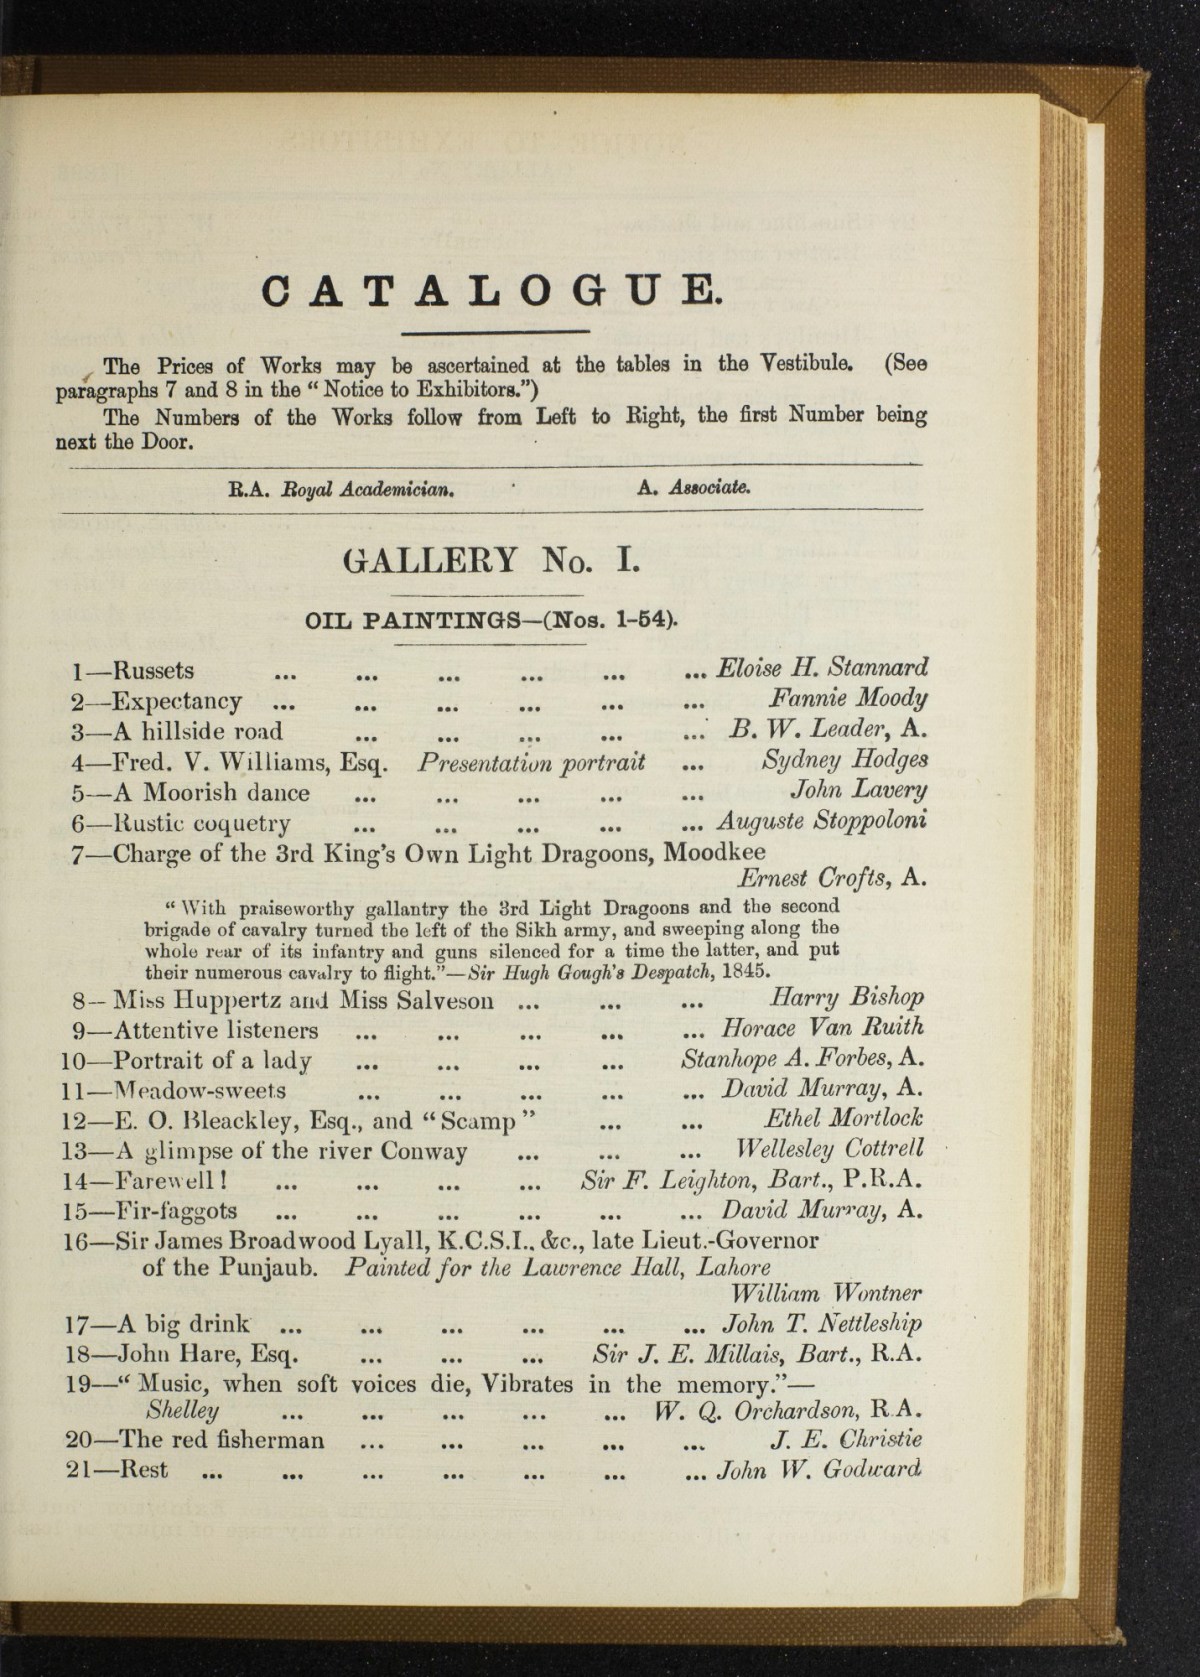 CATALOGUE.
The Prices of Works may be ascertained at the tables in the Vestibule. (See
paragraphs 7 and 8 in the “ Notice to Exhibitors.”)
The Numbers of the Works follow from Left to Right, the first Number being
next the Door.
R.A. Royal Academician. A. Associate.
GALLERY No. I.
OIL PAINTINGS—(Nos. 1–54).
1—Russets ... ... ... ... ... ... Eloise H. Stannard
2—Expectancy ... ... ... ... ... ... Fannie Moody
3—A hillside road ... ... ... ... ... B. W. Leader, A.
4—Fred. V. Williams, Esq. Presentation portrait ... Sydney Hodges
5—A Moorish dance ... ... ... ... ... John Lavery
6—Rustic coquetry ... ... ... ... ... Auguste Stoppoloni
7—Charge of the 3rd King's Own Light Dragoons, Moodkee
Ernest Crofts, A.
“ With praiseworthy gallantry the 3rd Light Dragoons and the second
brigade of cavalry turned the left of the Sikh army, and sweeping along the
whole rear of its infantry and guns silenced for a time the latter, and put
their numerous cavalry to flight.”—Sir Hugh Gough's Despatch, 1845.
8—Miss Huppertz and Miss Salveson ... ... ... Harry Bishop
9—Attentive listeners ... ... ... ... ... Horace Van Ruith
10—Portrait of a lady ... ... ... ... Stanhope A. Forbes, A.
11—Meadow-sweets ... ... ... ... ... David Murray, A.
12—E. O. Bleackley, Esq., and “Scamp” ... ... Ethel Mortlock
13—A glimpse of the river Conway ... ... ... Wellesley Cottrell
14—Farewell! ... ... ... ... Sir F. Leighton, Bart., P.R.A.
15—Fir-faggots ... ... ... ... ... ... David Murray, A.
16—Sir James Broadwood Lyall, K.C.S.I., &c., late Lieut.-Governor
of the Punjaub. Painted for the Lawrence Hall, Lahore
William Wontner
17—A big drink ... ... ... ... ... ... John T. Nettleship
18—John Hare, Esq. ... ... ... Sir J. E. Millais, Bart., R.A.
19—“ Music, when soft voices die, Vibrates in the memory.”—
Shelley ... ... ... ... ... W. Q. Orchardson, R.A.
20—The red fisherman ... ... ... ... ... J. E. Christie
21—Rest ... ... ... ... ... ... ... John W. Godward